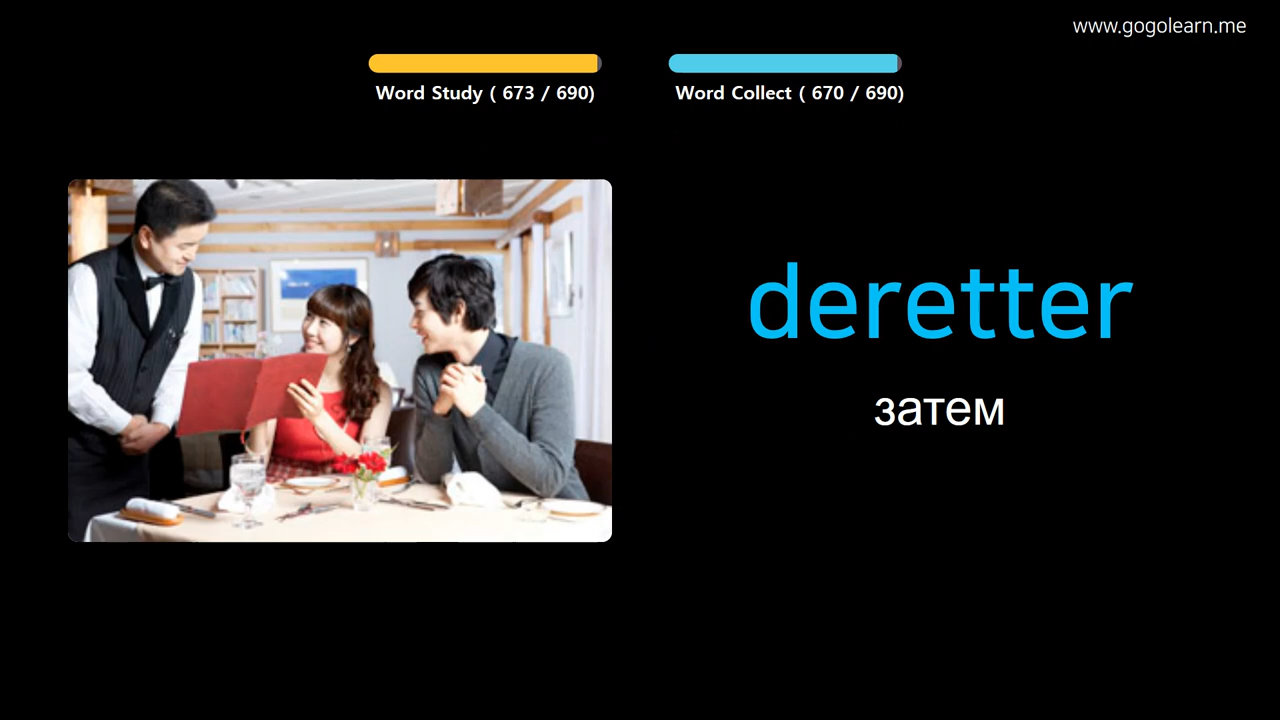 www.gogolearn.me
Word Study ( 673 / 690)
Word Collect ( 670 / 690)
deretter
затем